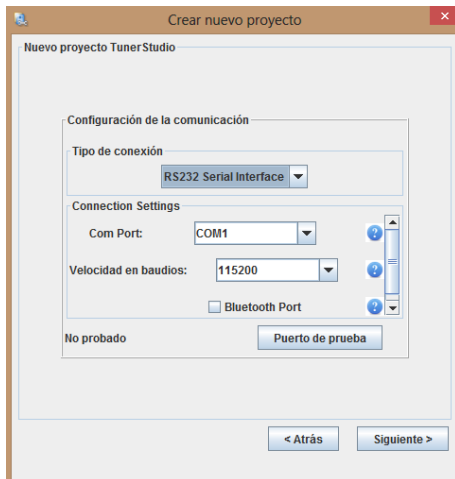 Crear nuevo proyecto
Nuevo proyecto TunerStudio
Configuración de la comunicación
Tipo de conexión
RS232 Serial Interface
Connection Settings
Com Port: COM1
Velocidad en baudios: 115200
Bluetooth Port
No probado Puerto de prueba
< Atrás Siguiente >